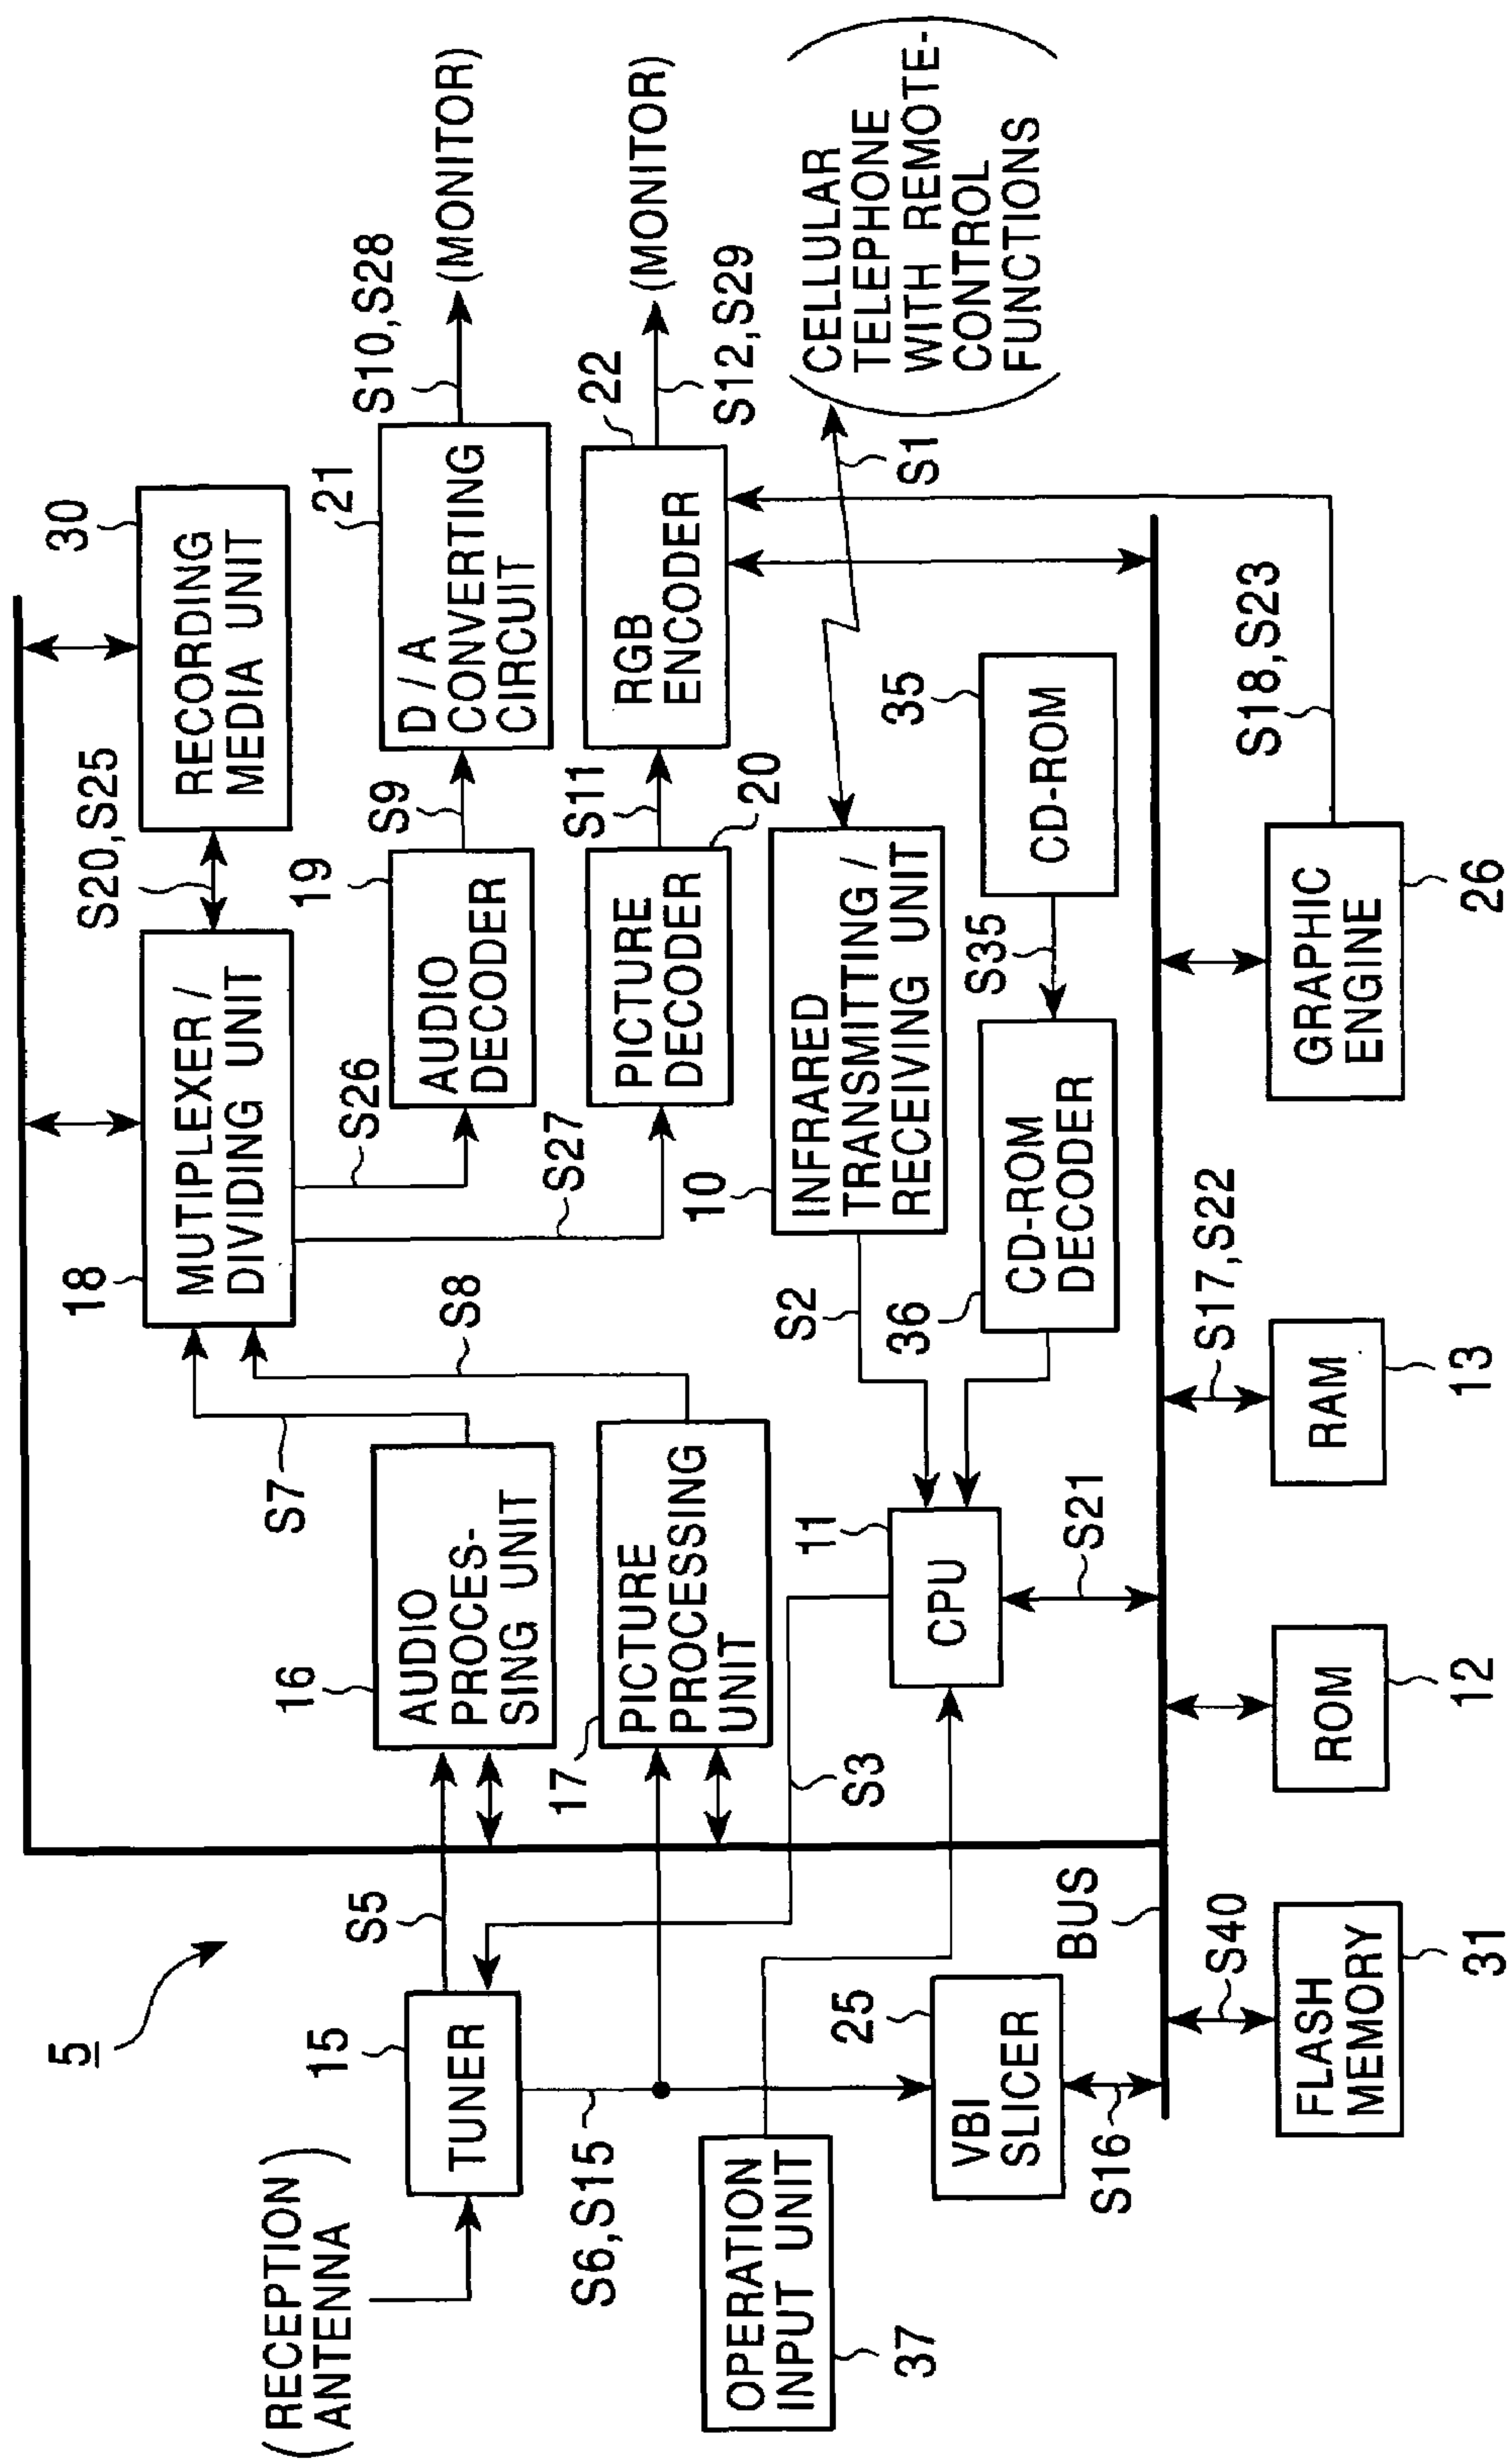 5
(RECEPTION
ANTENNA)
TUNER
15
S5
S6,S15
OPERATION
INPUT UNIT
37
VBI
SLICER
25
S16
BUS
FLASH
MEMORY
31
S40
AUDIO
PROCES-
SING UNIT
16
PICTURE
PROCESSING
UNIT
17
S3
S7
S8
CPU
11
S21
ROM
12
RAM
13
S17,S22
MUTIPLEXER /
DIVIDING UNIT
18
S26
S27
S20,S25
RECORDING
MEDIA UNIT
30
AUDIO
DECODER
19
S9
D / A
CONVERTING
CIRCUIT
21
S10,S28
(MONITOR)
PICTURE
DECODER
20
S11
RGB
ENCODER
22
S12,S29
(MONITOR)
INFRARED
TRANSMITTING /
RECEIVING UNIT
10
S2
S1
(CELLULAR
TELEPHONE
WITH REMOTE-
CONTROL
FUNCTIONS)
CD-ROM
35
S35
CD-ROM
DECODER
36
GRAPHIC
ENGINE
26
S18,S23